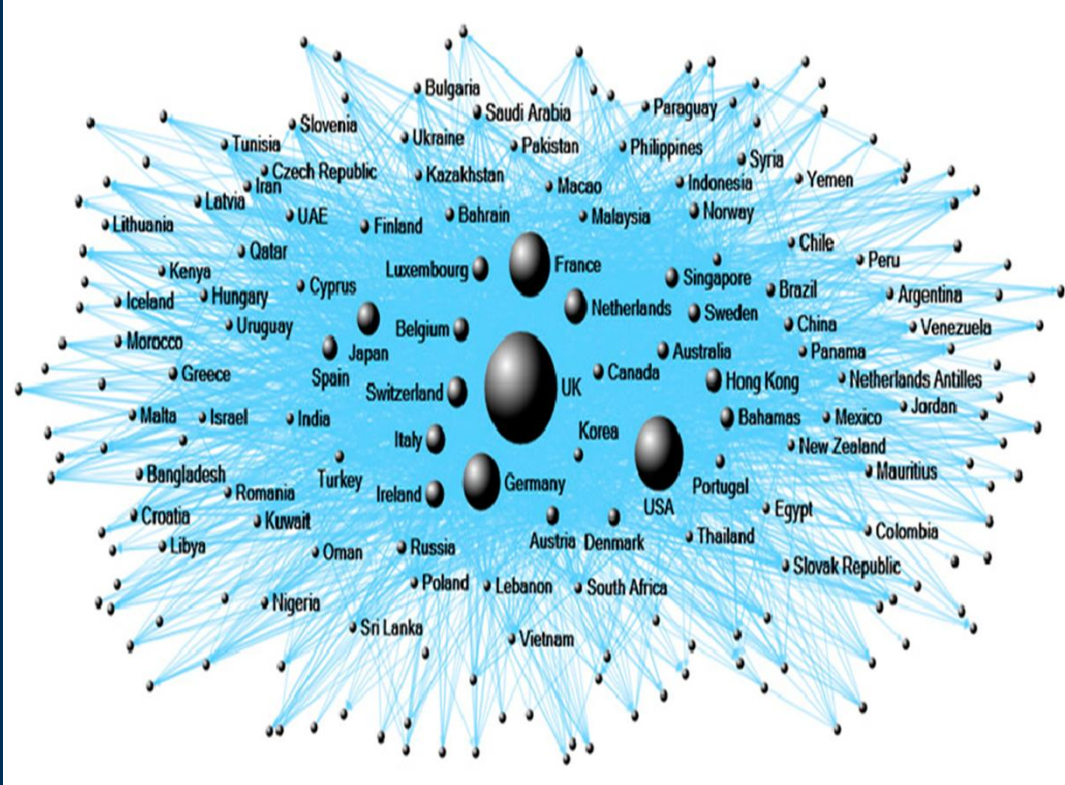 Bulgaria
Saudi Arabia
Paraguay
Slovenia
Ukraine
Tunisia
Pakistan
Philippines
Syria
Czech Republic
Kazakhstan
Iran
Macao
Indonesia
Yemen
Latvia
UAE
Bahrain
Malaysia
Norway
Lithuania
Finland
Qatar
Chile
Luxembourg
France
Peru
Kenya
Singapore
Cyprus
Brazil
Iceland
Hungary
Argentina
Netherlands
Sweden
Uruguay
Belgium
China
Venezuela
Morocco
Japan
Australia
Panama
Greece
Spain
Canada
Hong Kong
Netherlands Antilles
Switzerland
UK
Jordan
Malta
Israel
India
Bahamas
Mexico
Italy
Korea
New Zealand
Bangladesh
Turkey
Mauritius
Romania
Ireland
Germany
Portugal
USA
Egypt
Croatia
Kuwait
Austria
Denmark
Thailand
Colombia
Libya
Oman
Russia
Slovak Republic
Poland
Lebanon
South Africa
Nigeria
Sri Lanka
Vietnam